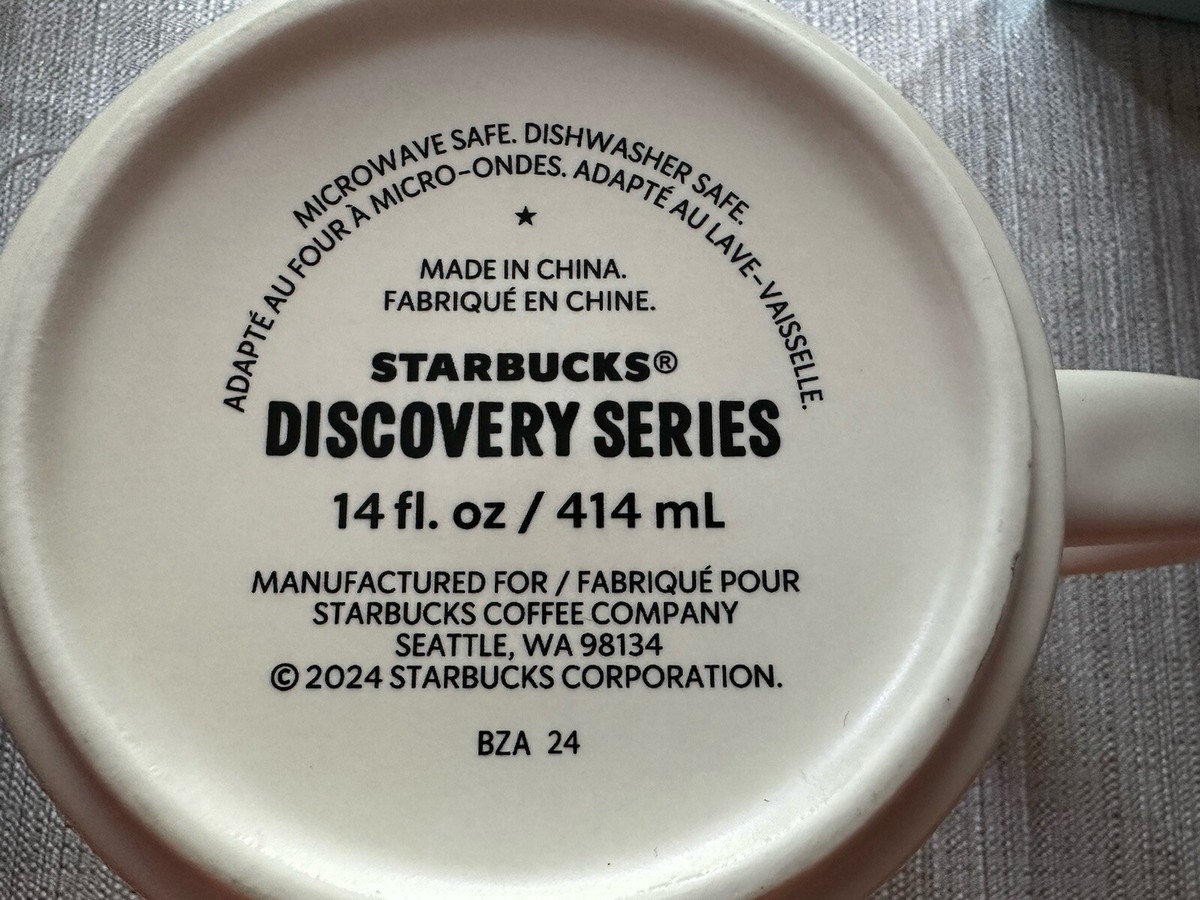 MICROWAVE SAFE. DISHWASHER SAFE.
ADAPTÉ AU FOUR À MICRO-ONDES. ADAPTÉ AU LAVE-VAISSELLE.
MADE IN CHINA.
FABRIQUÉ EN CHINE.
STARBUCKS®
DISCOVERY SERIES
14 fl. oz / 414 mL
MANUFACTURED FOR / FABRIQUÉ POUR
STARBUCKS COFFEE COMPANY
SEATTLE, WA 98134
© 2024 STARBUCKS CORPORATION.
BZA 24